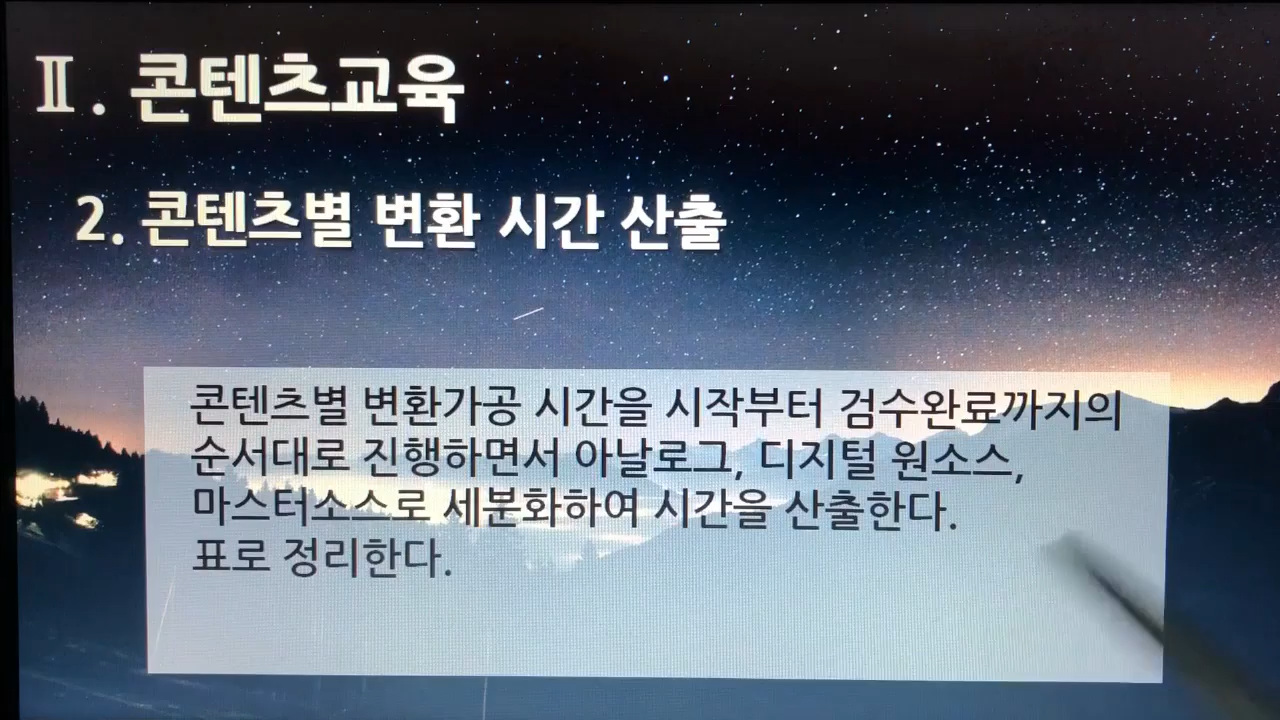 Ⅱ. 콘텐츠교육
2. 콘텐츠별 변환 시간 산출
콘텐츠별 변환가공 시간을 시작부터 검수완료까지의
순서대로 진행하면서 아날로그, 디지털 원소스,
마스터소스로 세분화하여 시간을 산출한다.
표로 정리한다.